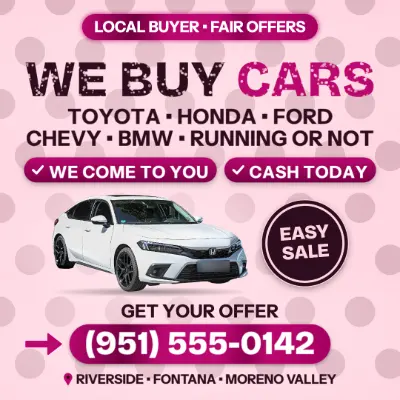 LOCAL BUYER ▪ FAIR OFFERS
WE BUY CARS
TOYOTA ▪ HONDA ▪ FORD
CHEVY ▪ BMW ▪ RUNNING OR NOT
✓ WE COME TO YOU ✓ CASH TODAY
EASY
SALE
GET YOUR OFFER
(951) 555-0142
RIVERSIDE ▪ FONTANA ▪ MORENO VALLEY